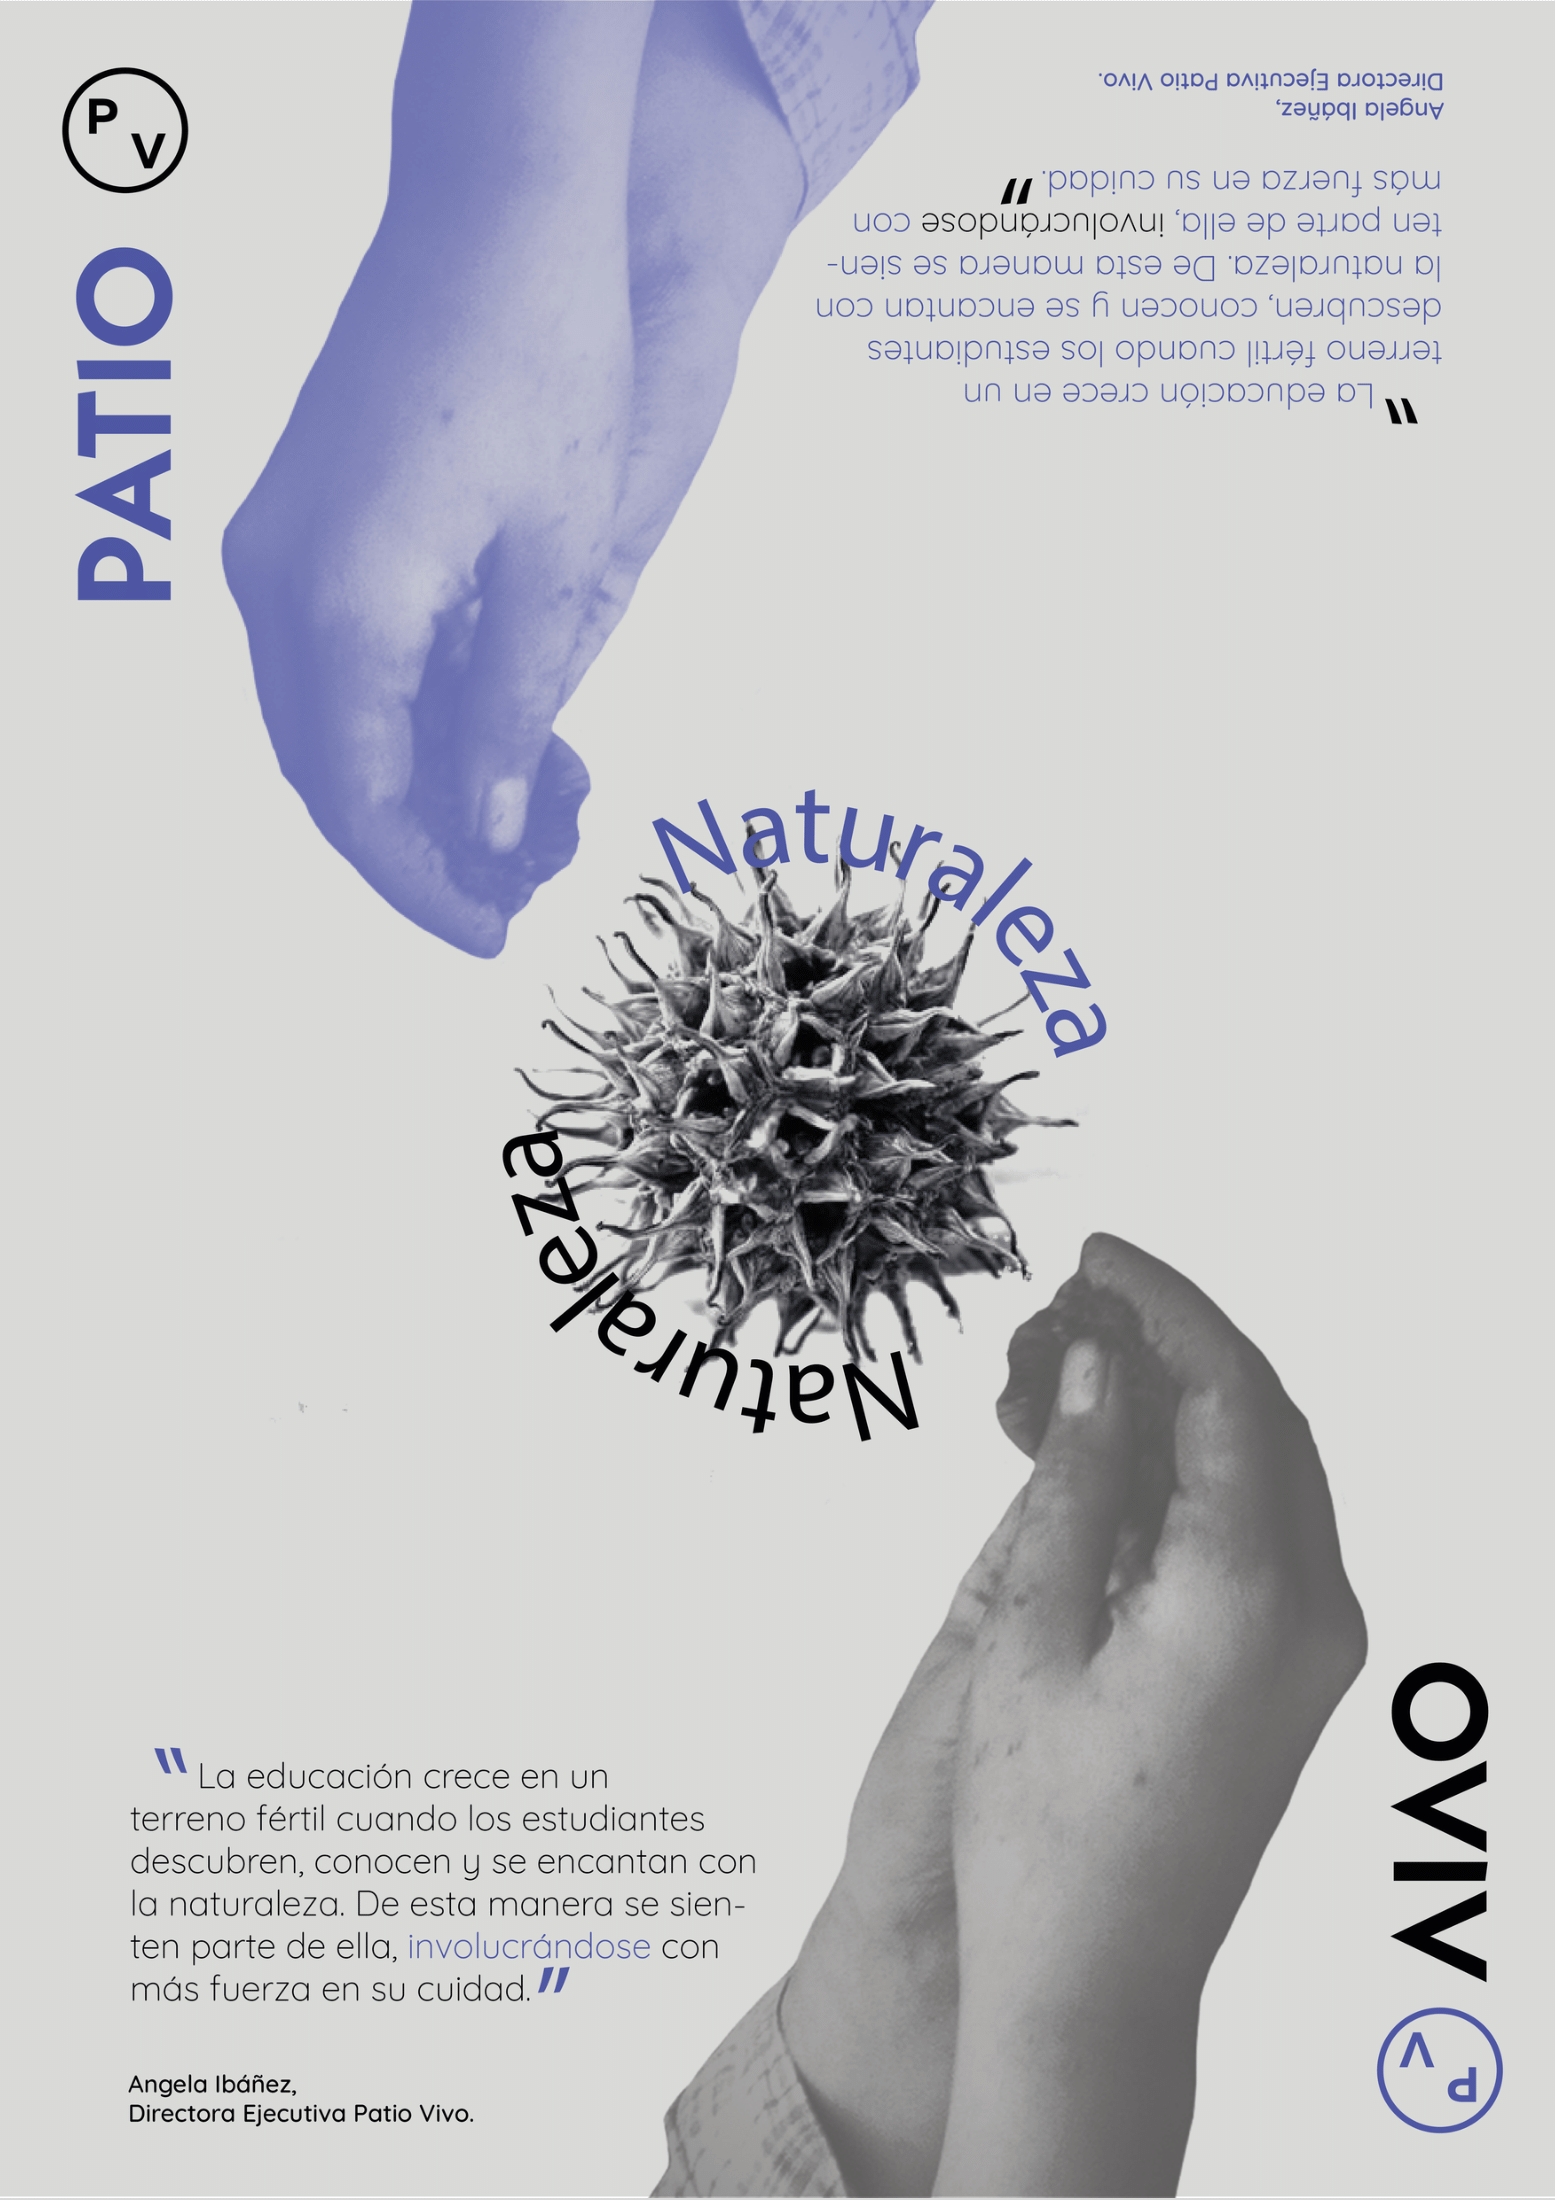 P
V
PATIO
“ La educación crece en un
terreno fértil cuando los estudiantes
descubren, conocen y se encantan con
la naturaleza. De esta manera se sien-
ten parte de ella, involucrándose con
más fuerza en su cuidad.”
Angela Ibáñez,
Directora Ejecutiva Patio Vivo.
Naturaleza
Naturaleza
“ La educación crece en un
terreno fértil cuando los estudiantes
descubren, conocen y se encantan con
la naturaleza. De esta manera se sien-
ten parte de ella, involucrándose con
más fuerza en su cuidad.”
Angela Ibáñez,
Directora Ejecutiva Patio Vivo.
VIVO
P
V